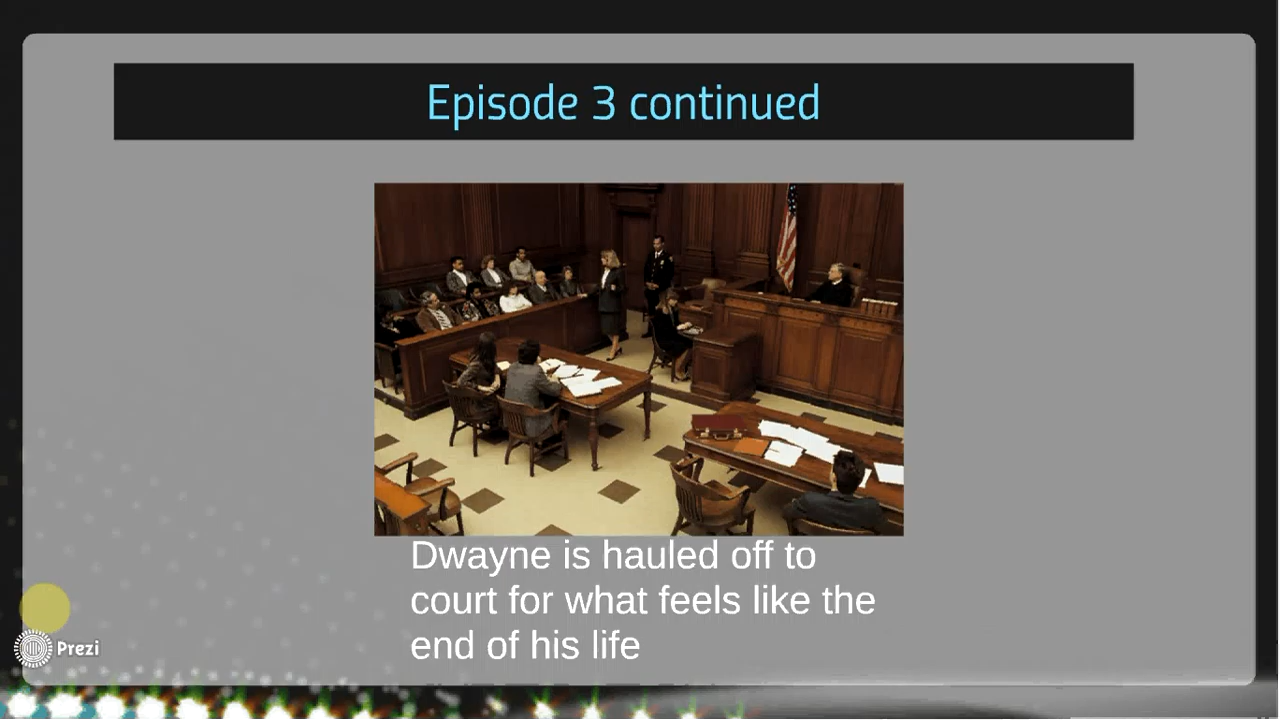 Episode 3 continued
Dwayne is hauled off to
court for what feels like the
end of his life
Prezi